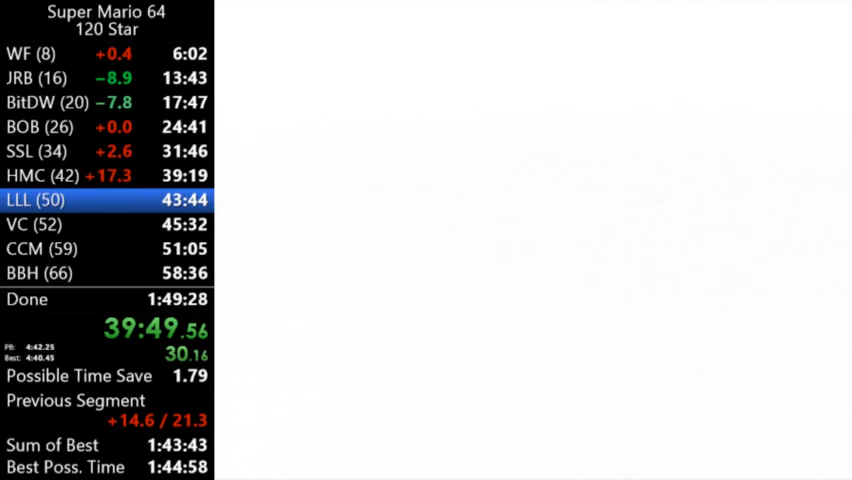 Super Mario 64
120 Star
WF (8) +0.4 6:02
JRB (16) −8.9 13:43
BitDW (20) −7.8 17:47
BOB (26) +0.0 24:41
SSL (34) +2.6 31:46
HMC (42) +17.3 39:19
LLL (50) 43:44
VC (52) 45:32
CCM (59) 51:05
BBH (66) 58:36
Done 1:49:28
39:49.56
PB: 4:42.25
Best: 4:40.45
30.16
Possible Time Save 1.79
Previous Segment
+14.6 / 21.3
Sum of Best 1:43:43
Best Poss. Time 1:44:58